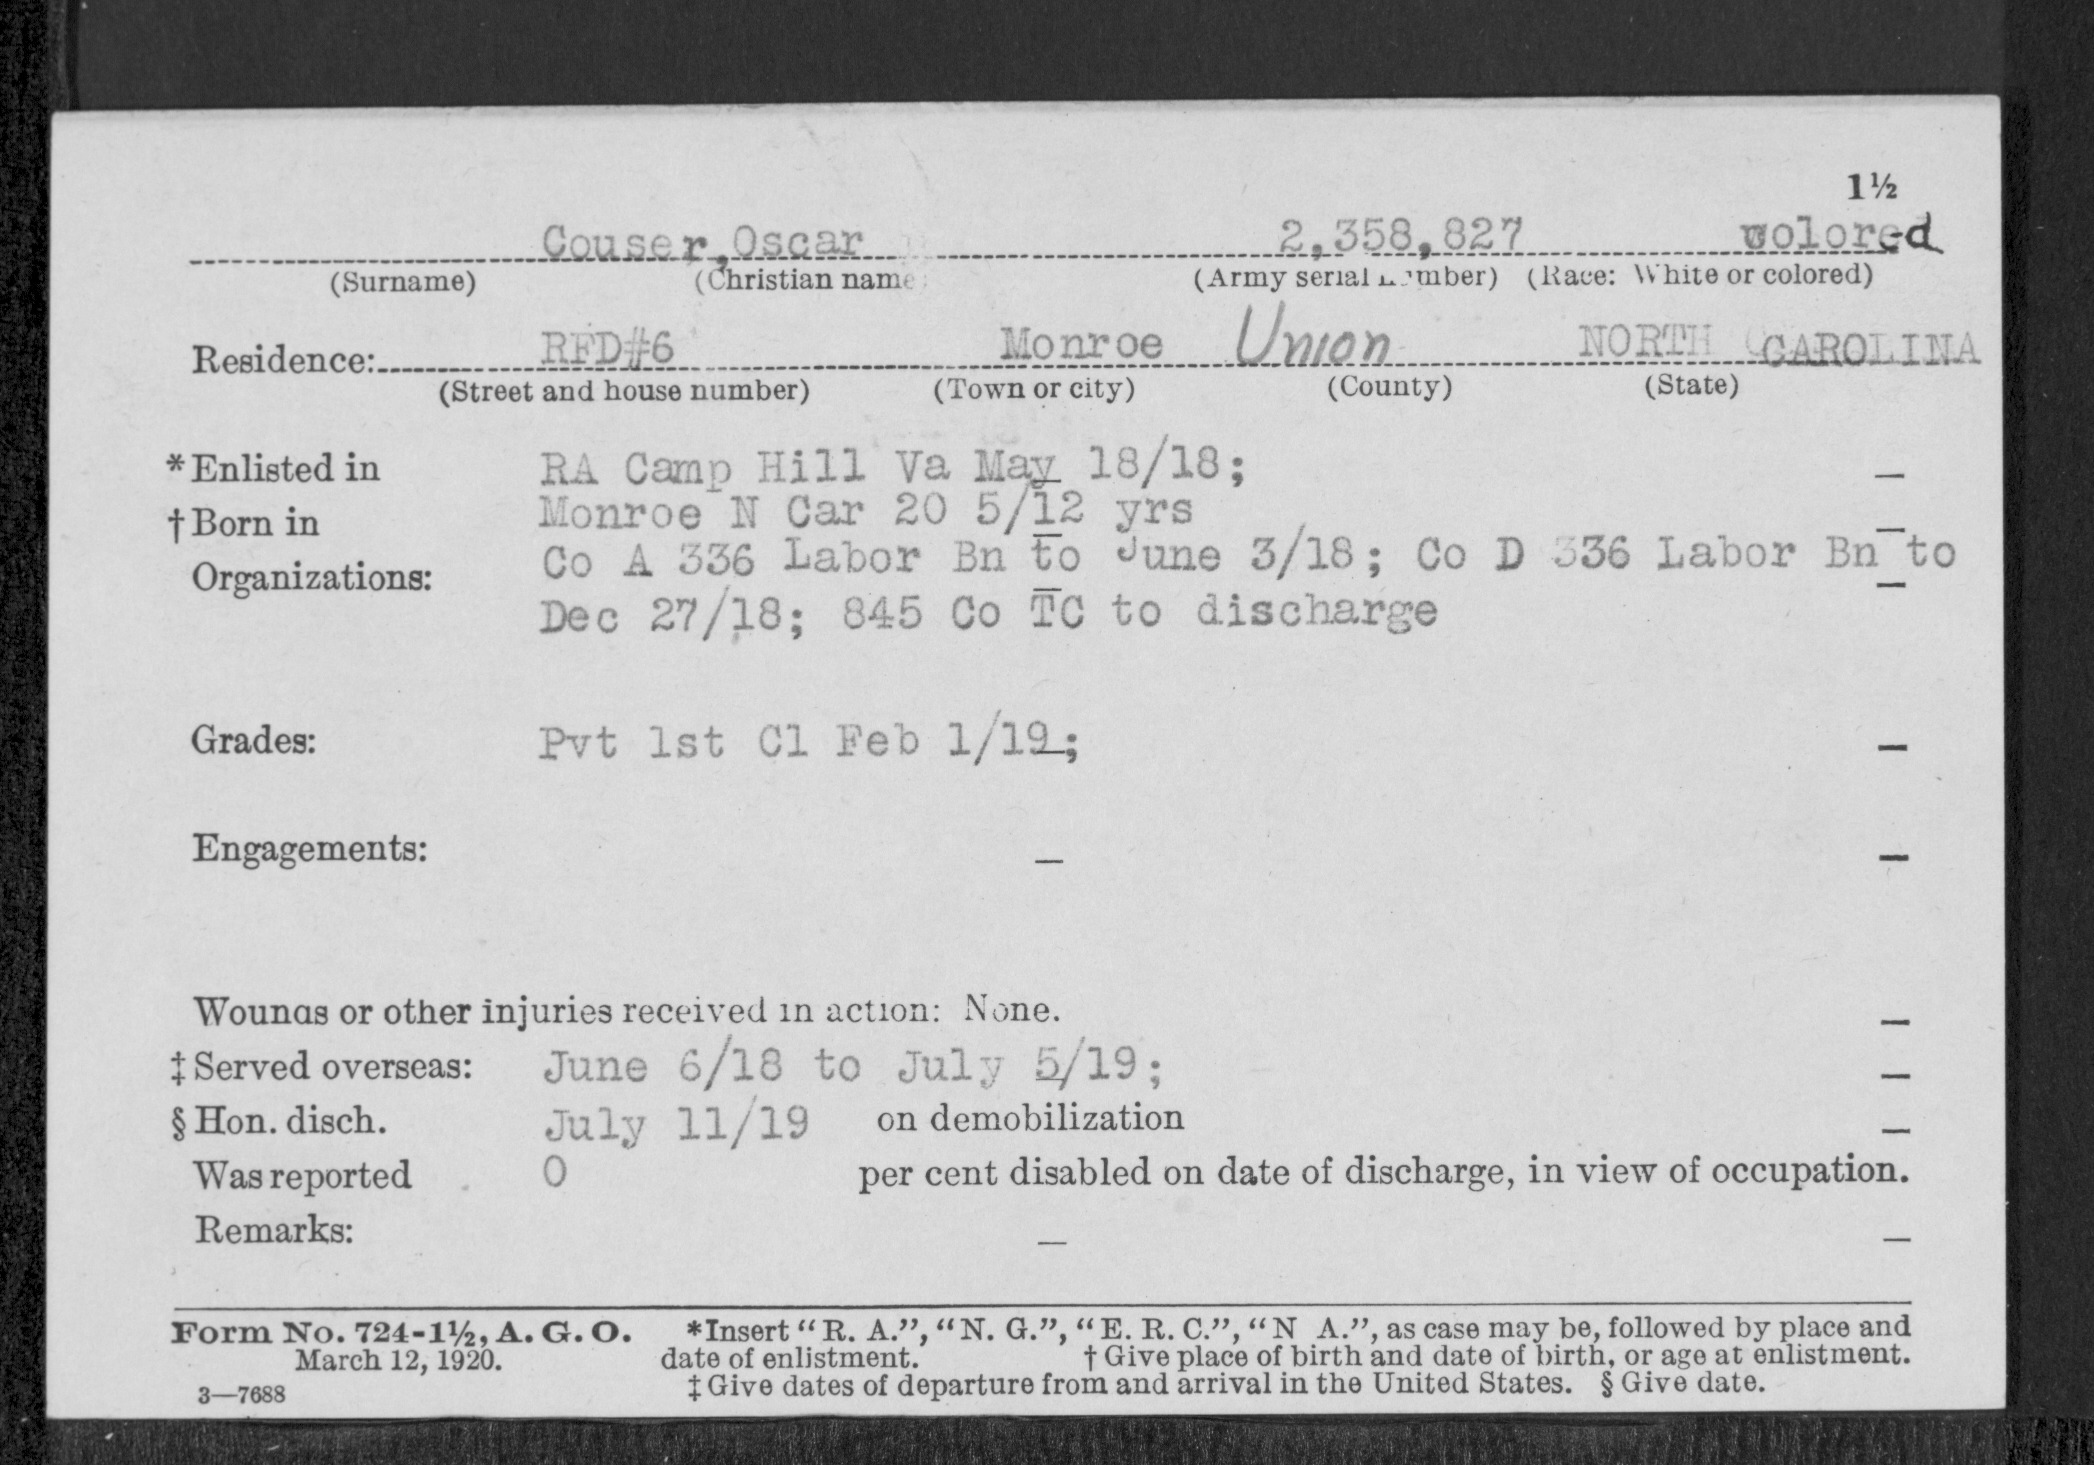 1½
Couser, Oscar 2,358,827 colored
(Surname) (Christian name) (Army serial number) (Race: White or colored)
Residence: RFD#6 Monroe Union NORTH CAROLINA
(Street and house number) (Town or city) (County) (State)
*Enlisted in RA Camp Hill Va May 18/18; —
†Born in Monroe N Car 20 5/12 yrs —
Organizations: Co A 336 Labor Bn to June 3/18; Co D 336 Labor Bn to —
Dec 27/18; 845 Co TC to discharge
Grades: Pvt 1st Cl Feb 1/19; —
Engagements: — —
Wounds or other injuries received in action: None. —
‡Served overseas: June 6/18 to July 5/19; —
§Hon. disch. July 11/19 on demobilization —
Was reported 0 per cent disabled on date of discharge, in view of occupation.
Remarks: — —
Form No. 724-1½, A. G. O. *Insert "R. A.", "N. G.", "E. R. C.", "N A.", as case may be, followed by place and
March 12, 1920. date of enlistment. †Give place of birth and date of birth, or age at enlistment.
3—7688 ‡Give dates of departure from and arrival in the United States. §Give date.